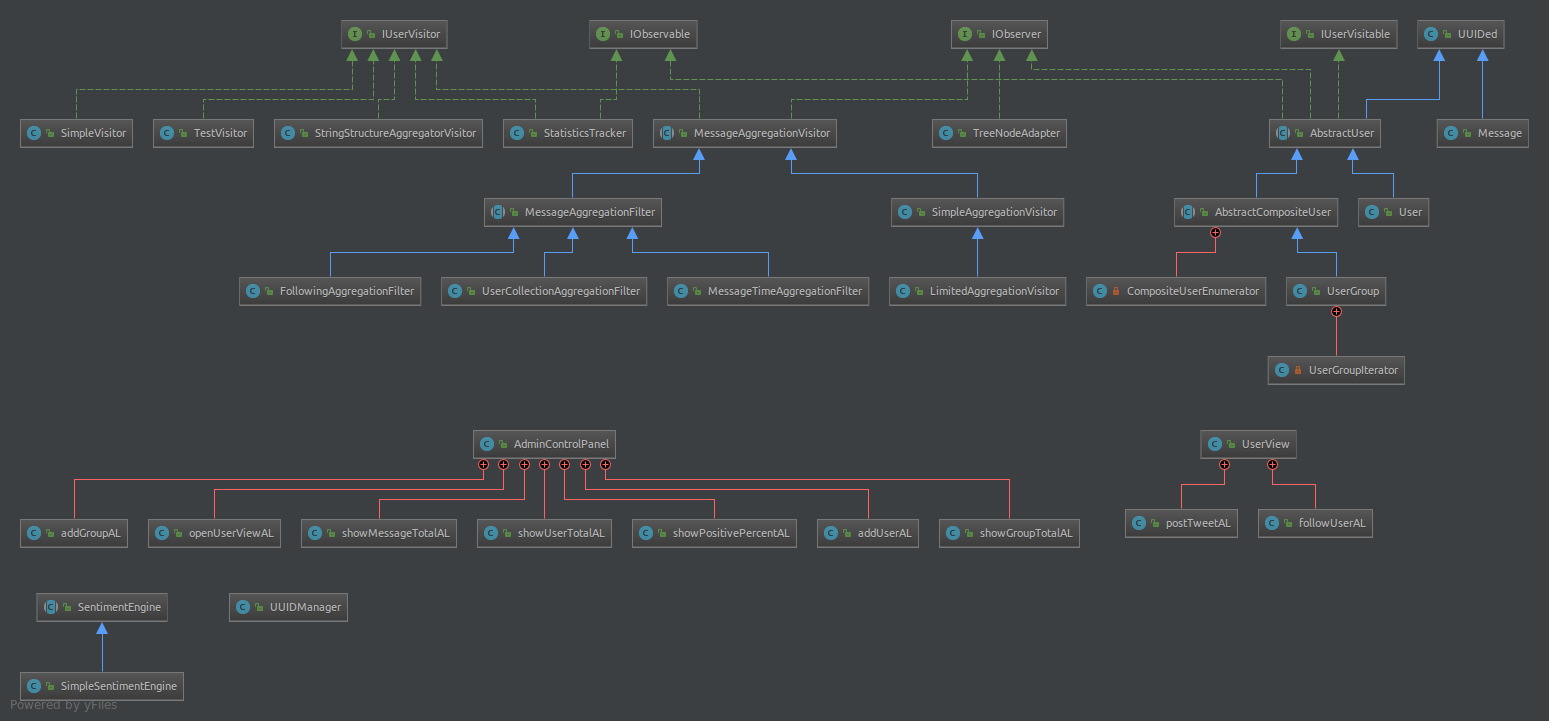 IUserVisitor
IObservable
IObserver
IUserVisitable
UUIDed
SimpleVisitor
TestVisitor
StringStructureAggregatorVisitor
StatisticsTracker
MessageAggregationVisitor
TreeNodeAdapter
AbstractUser
Message
MessageAggregationFilter
SimpleAggregationVisitor
AbstractCompositeUser
User
FollowingAggregationFilter
UserCollectionAggregationFilter
MessageTimeAggregationFilter
LimitedAggregationVisitor
CompositeUserEnumerator
UserGroup
UserGroupIterator
AdminControlPanel
UserView
addGroupAL
openUserViewAL
showMessageTotalAL
showUserTotalAL
showPositivePercentAL
addUserAL
showGroupTotalAL
postTweetAL
followUserAL
SentimentEngine
UUIDManager
SimpleSentimentEngine
Powered by yFiles